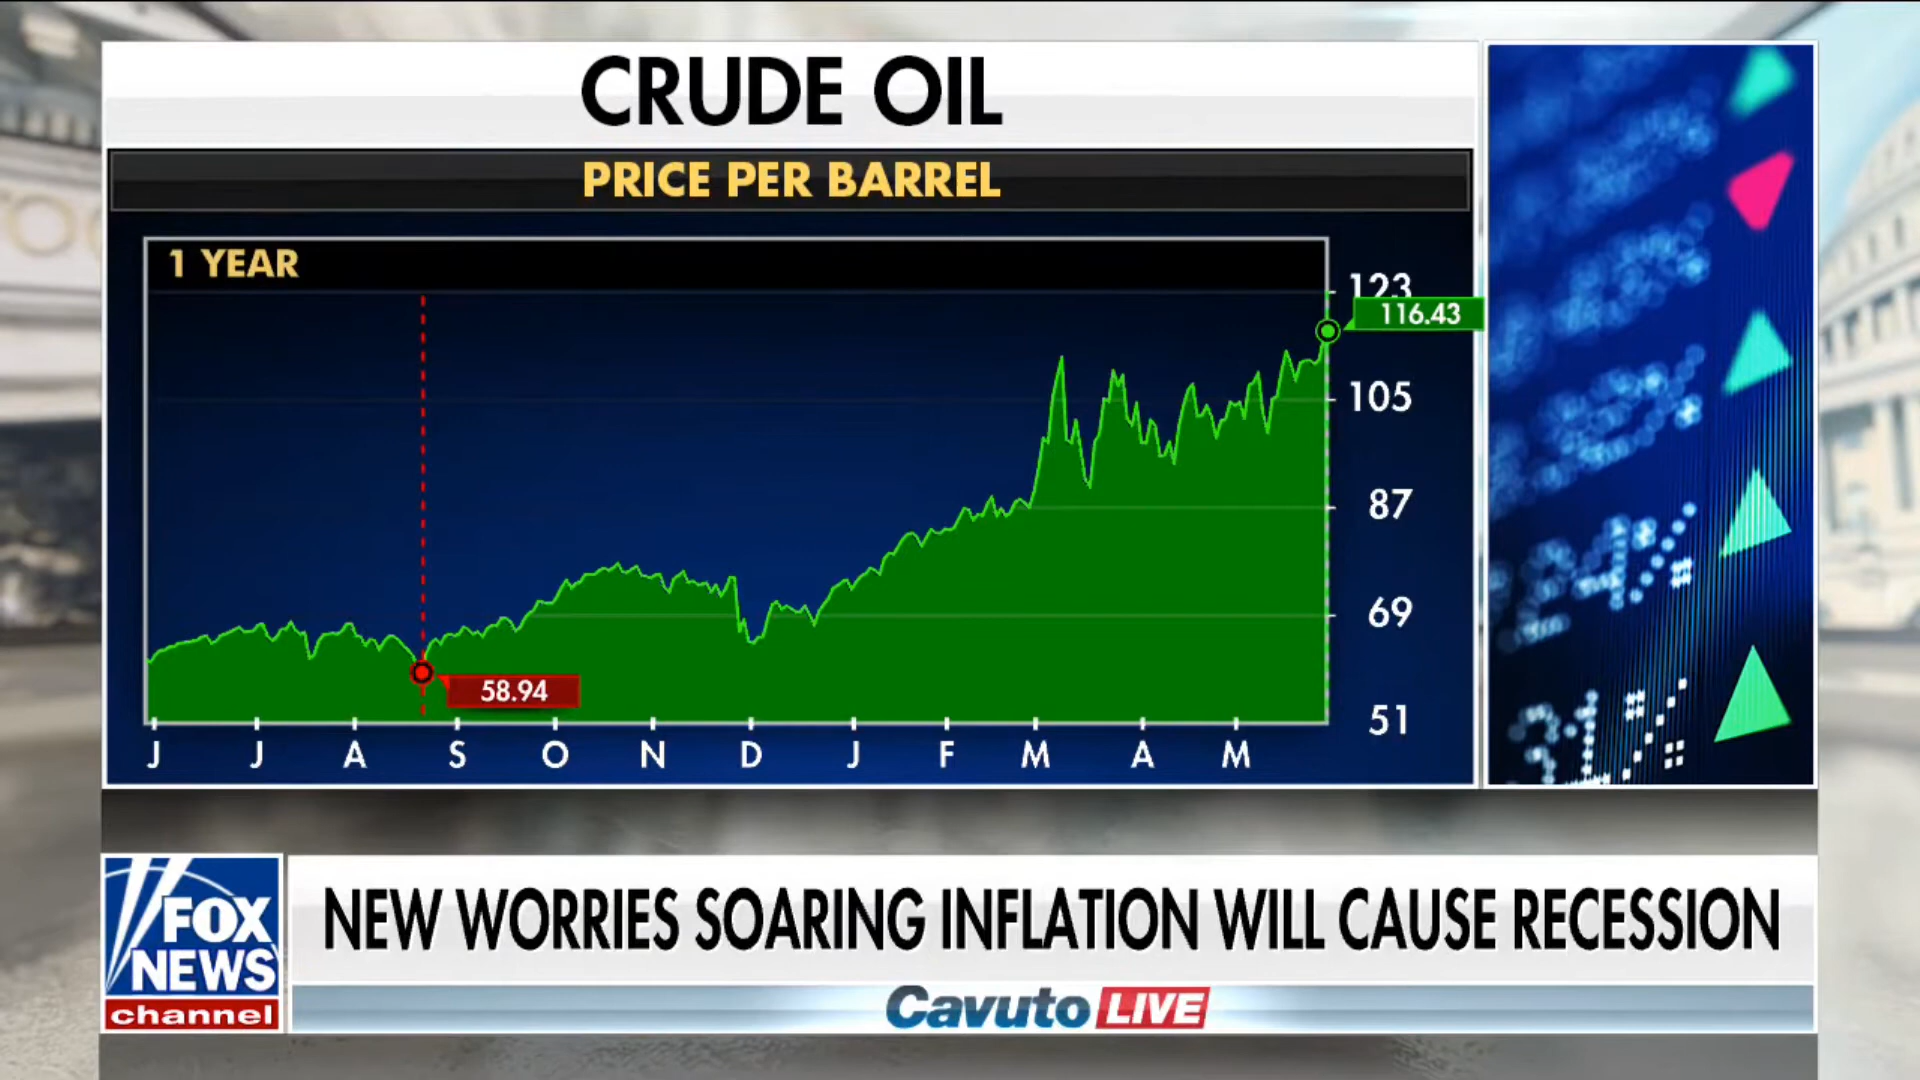 CRUDE OIL
PRICE PER BARREL
1 YEAR
123
116.43
105
87
69
58.94
51
J J A S O N D J F M A M
FOX
NEWS
channel
NEW WORRIES SOARING INFLATION WILL CAUSE RECESSION
Cavuto LIVE